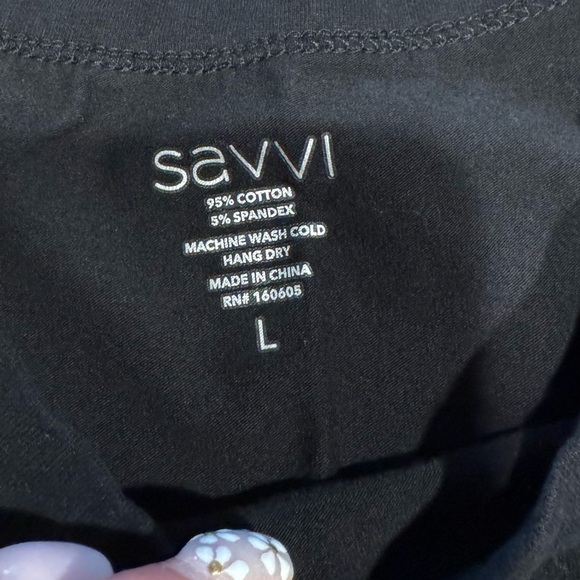 savvi
95% COTTON
5% SPANDEX
MACHINE WASH COLD
HANG DRY
MADE IN CHINA
RN# 160605
L